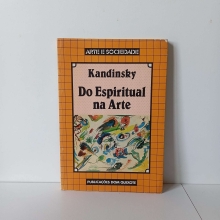 ARTE E SOCIEDADE
Kandinsky
Do Espiritual
na Arte
PUBLICAÇÕES DOM QUIXOTE